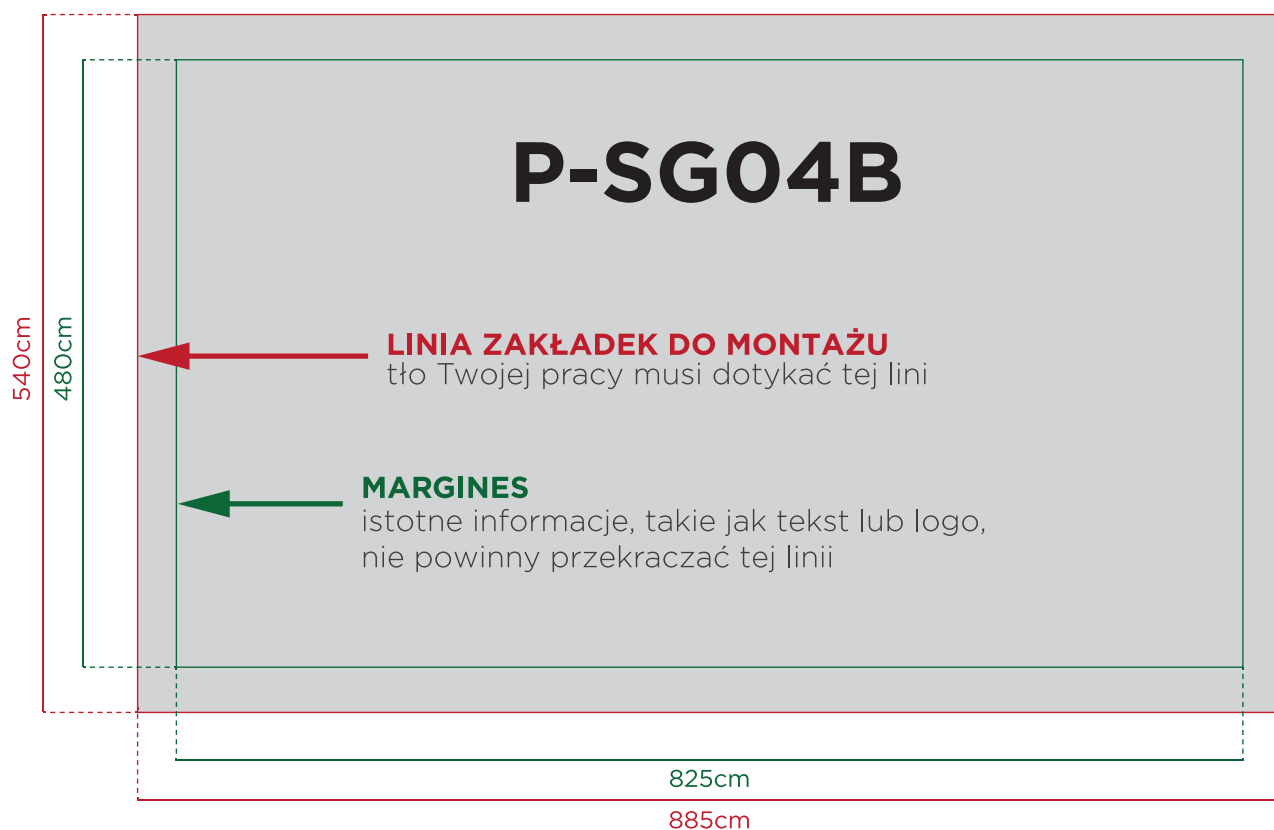 P-SG04B
540cm
480cm
LINIA ZAKŁADEK DO MONTAŻU
tło Twojej pracy musi dotykać tej lini
MARGINES
istotne informacje, takie jak tekst lub logo,
nie powinny przekraczać tej linii
825cm
885cm